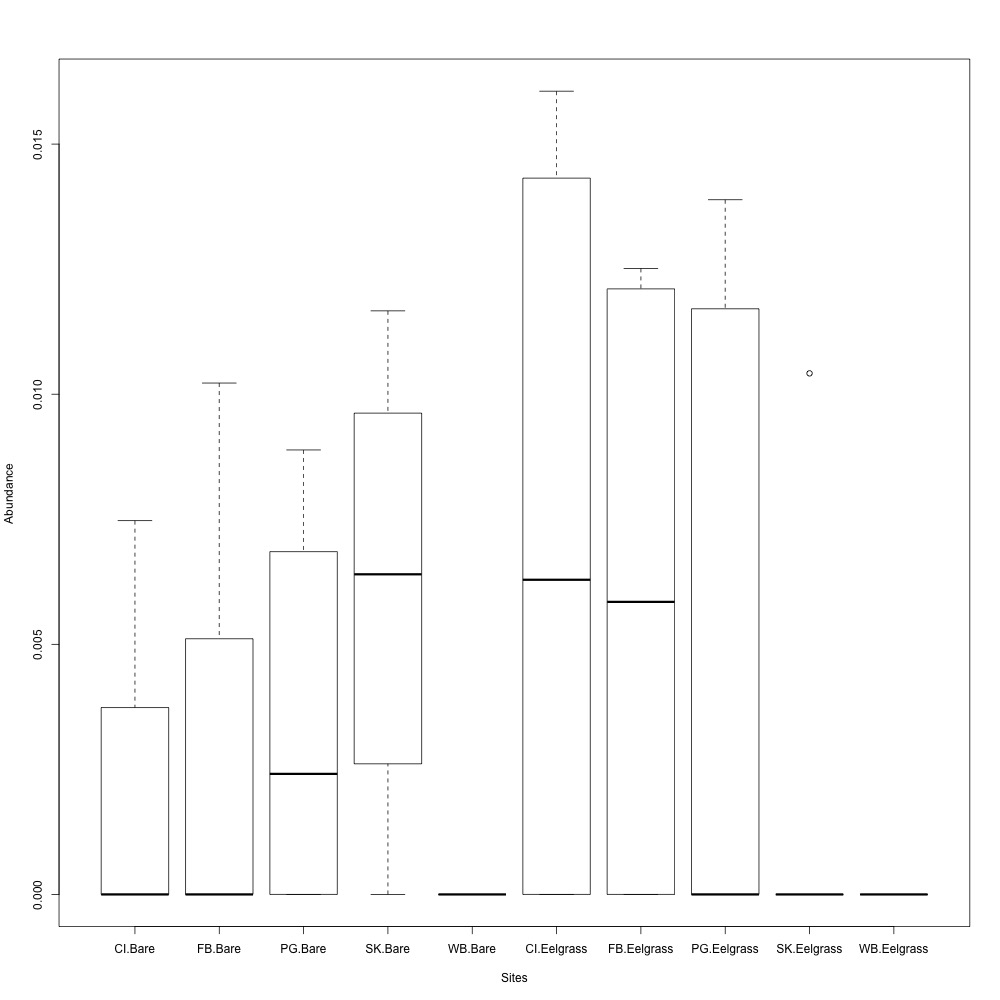 Abundance
0.015
0.010
0.005
0.000
CI.Bare FB.Bare PG.Bare SK.Bare WB.Bare CI.Eelgrass FB.Eelgrass PG.Eelgrass SK.Eelgrass WB.Eelgrass
Sites